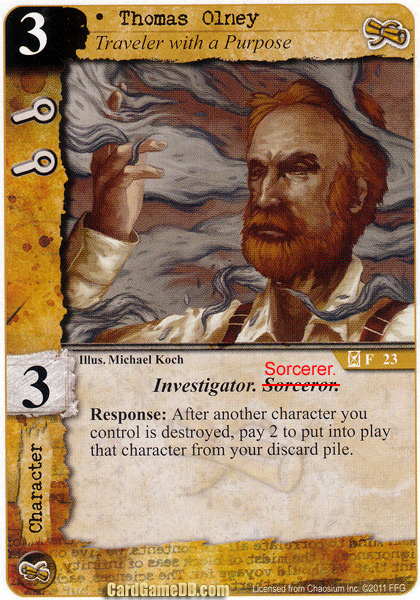 3
• Thomas Olney
Traveler with a Purpose
Illus. Michael Koch
F 23
Sorcerer.
3
Investigator. Sorceror.
Response: After another character you
control is destroyed, pay 2 to put into play
that character from your discard pile.
Character
CardGameDB.com
Licensed from Chaosium Inc. ©2011 FFG